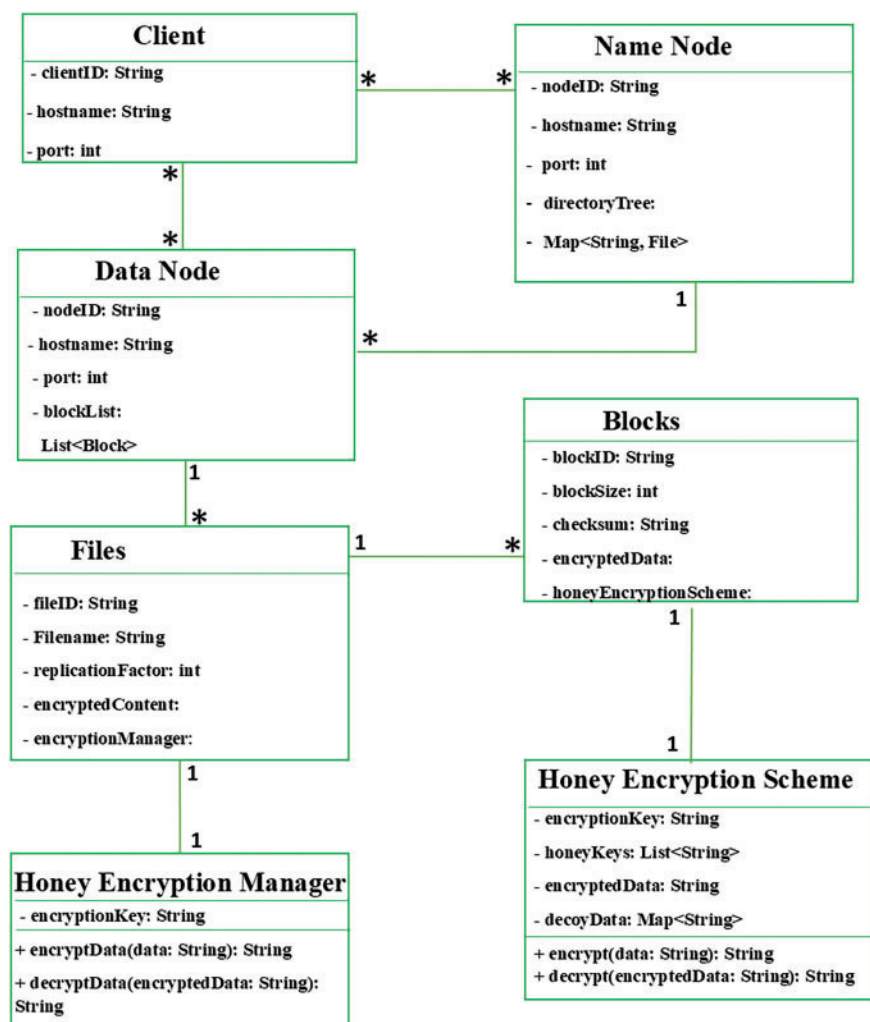 Client
- clientID: String
- hostname: String
- port: int
*
*
Name Node
- nodeID: String
- hostname: String
- port: int
- directoryTree:
- Map<String, File>
*
*
1
*
Data Node
- nodeID: String
- hostname: String
- port: int
- blockList:
List<Block>
1
*
Blocks
- blockID: String
- blockSize: int
- checksum: String
- encryptedData:
- honeyEncryptionScheme:
1
*
Files
- fileID: String
- Filename: String
- replicationFactor: int
- encryptedContent:
- encryptionManager:
1
1
1
1
Honey Encryption Scheme
- encryptionKey: String
- honeyKeys: List<String>
- encryptedData: String
- decoyData: Map<String>
+ encrypt(data: String): String
+ decrypt(encryptedData: String): String
Honey Encryption Manager
- encryptionKey: String
+ encryptData(data: String): String
+ decryptData(encryptedData: String):
String